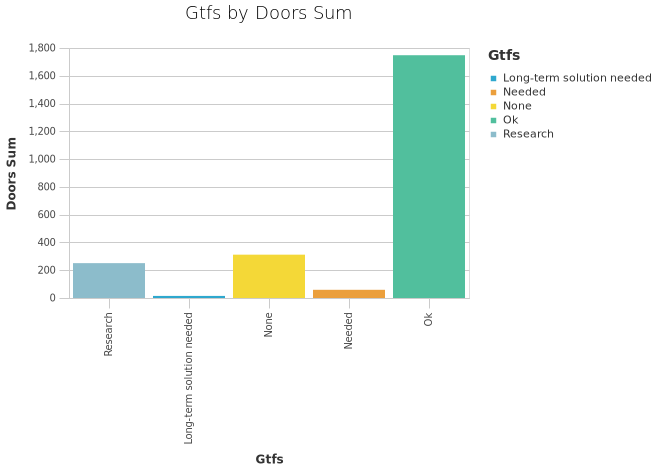 Gtfs by Doors Sum
Doors Sum
1,800
1,600
1,400
1,200
1,000
800
600
400
200
0
Research
Long-term solution needed
None
Needed
Ok
Gtfs
Gtfs
Long-term solution needed
Needed
None
Ok
Research